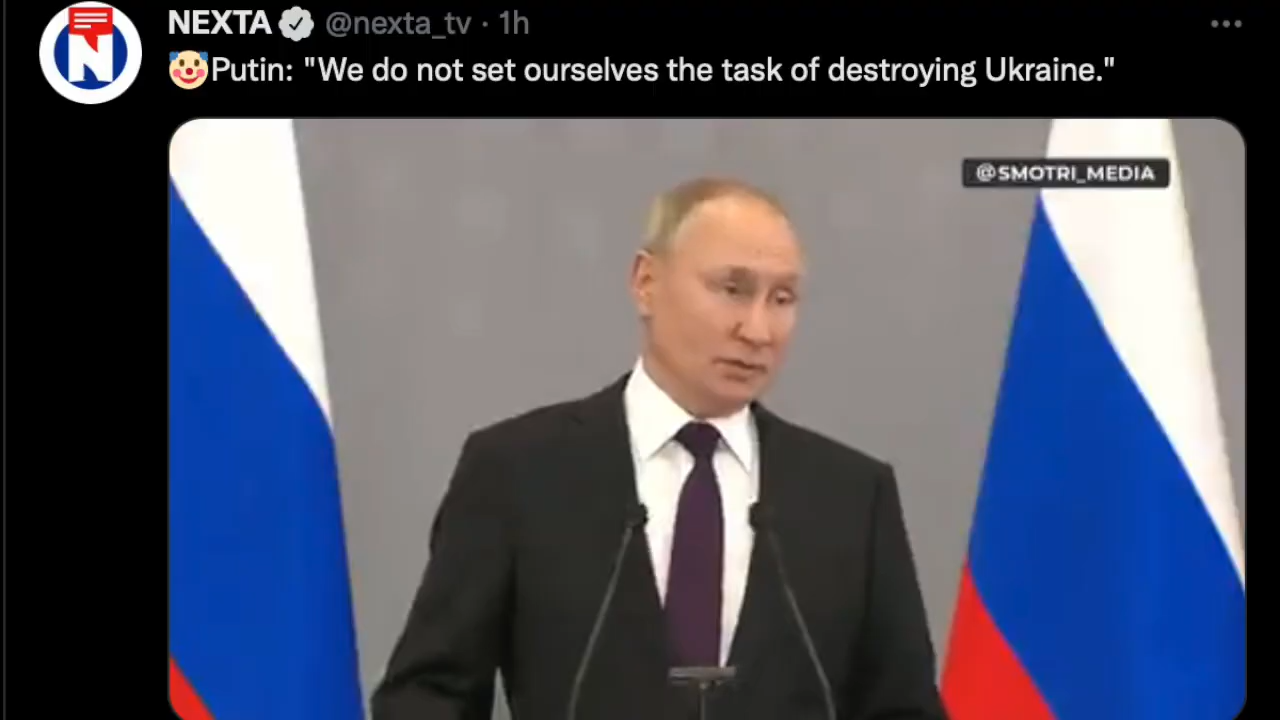 NEXTA @nexta_tv · 1h
🤡Putin: "We do not set ourselves the task of destroying Ukraine."
@SMOTRI_MEDIA